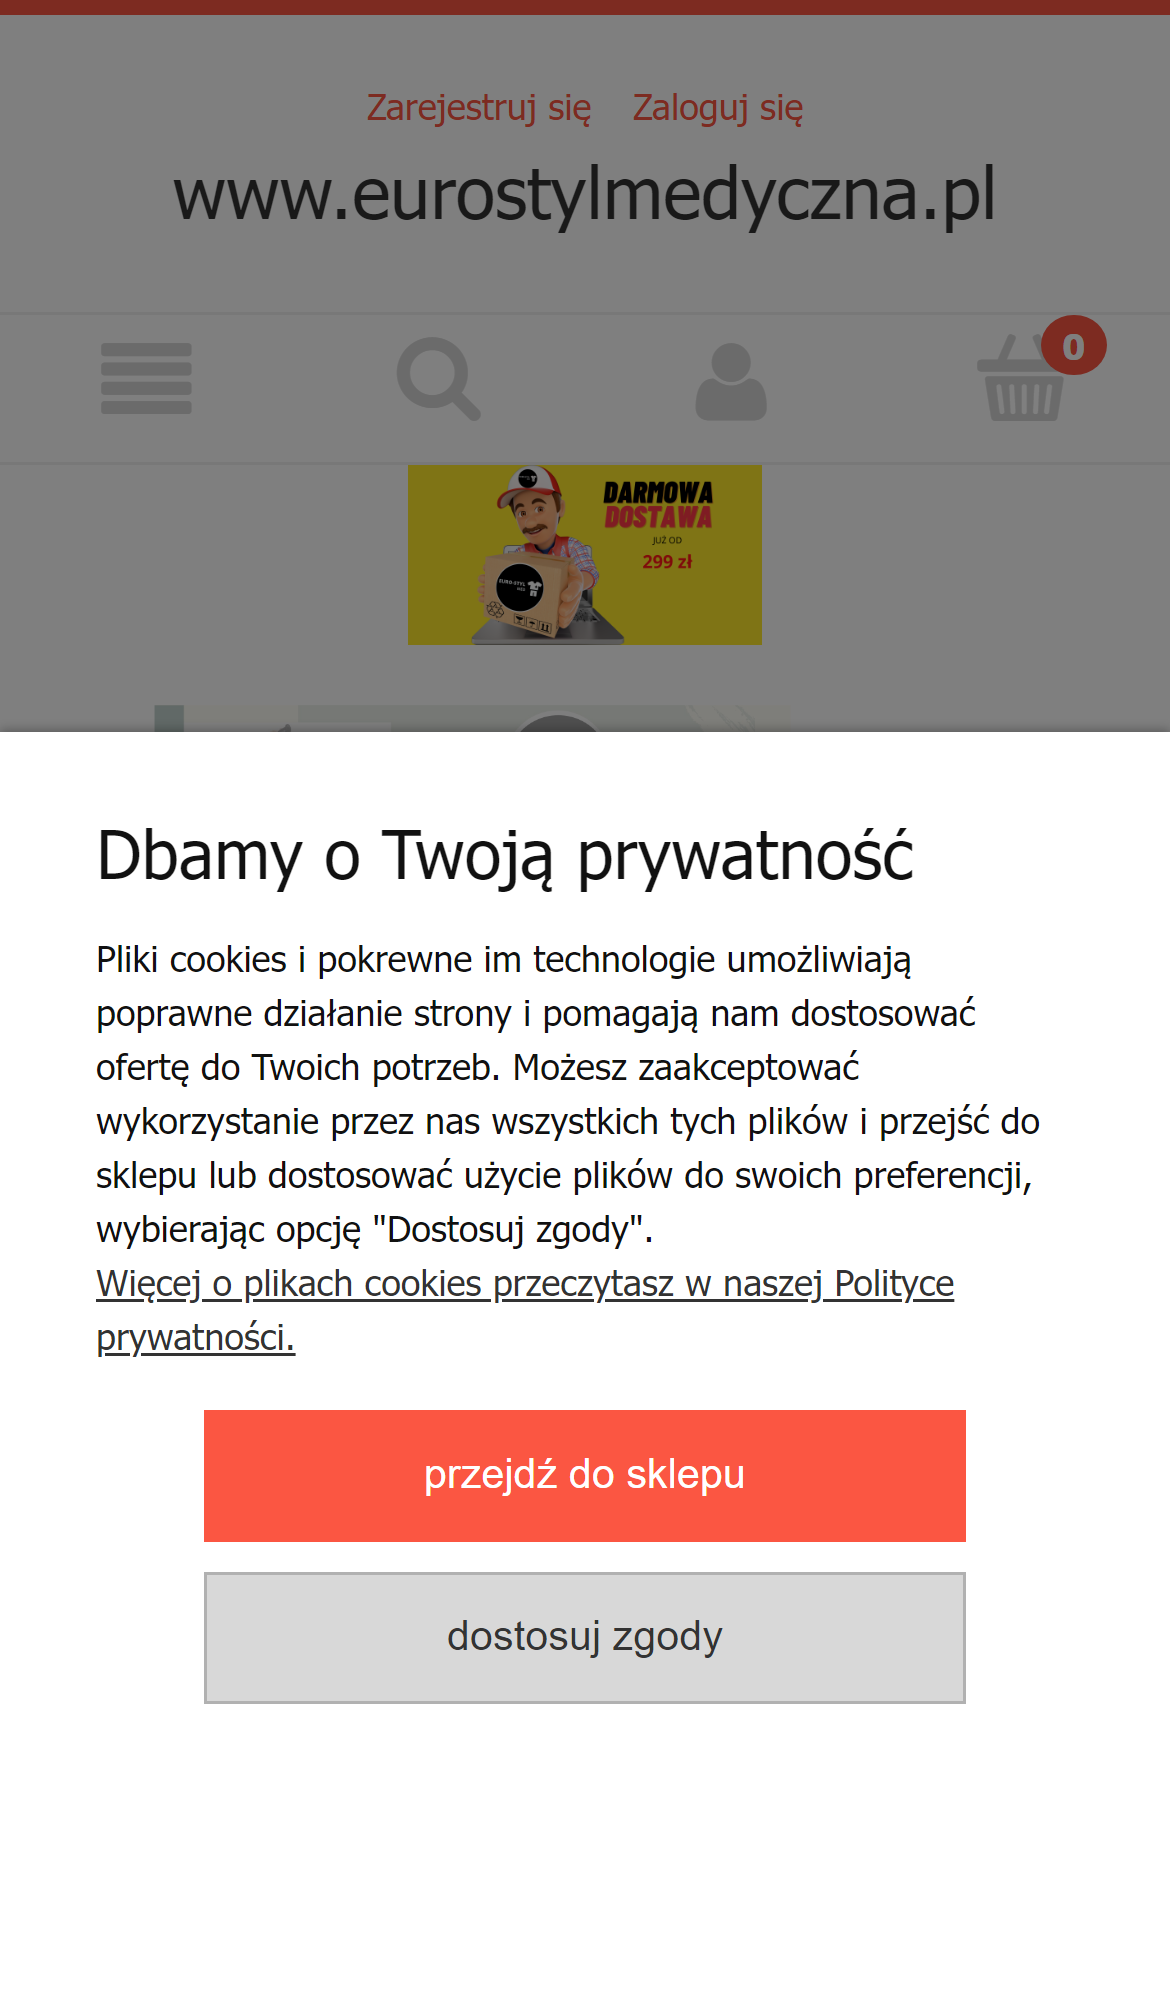 Zarejestruj się Zaloguj się
www.eurostylmedyczna.pl
0
DARMOWA
DOSTAWA
JUŻ OD
299 zł
EURO-STYL
MED
Dbamy o Twoją prywatność
Pliki cookies i pokrewne im technologie umożliwiają
poprawne działanie strony i pomagają nam dostosować
ofertę do Twoich potrzeb. Możesz zaakceptować
wykorzystanie przez nas wszystkich tych plików i przejść do
sklepu lub dostosować użycie plików do swoich preferencji,
wybierając opcję "Dostosuj zgody".
Więcej o plikach cookies przeczytasz w naszej Polityce
prywatności.
przejdź do sklepu
dostosuj zgody